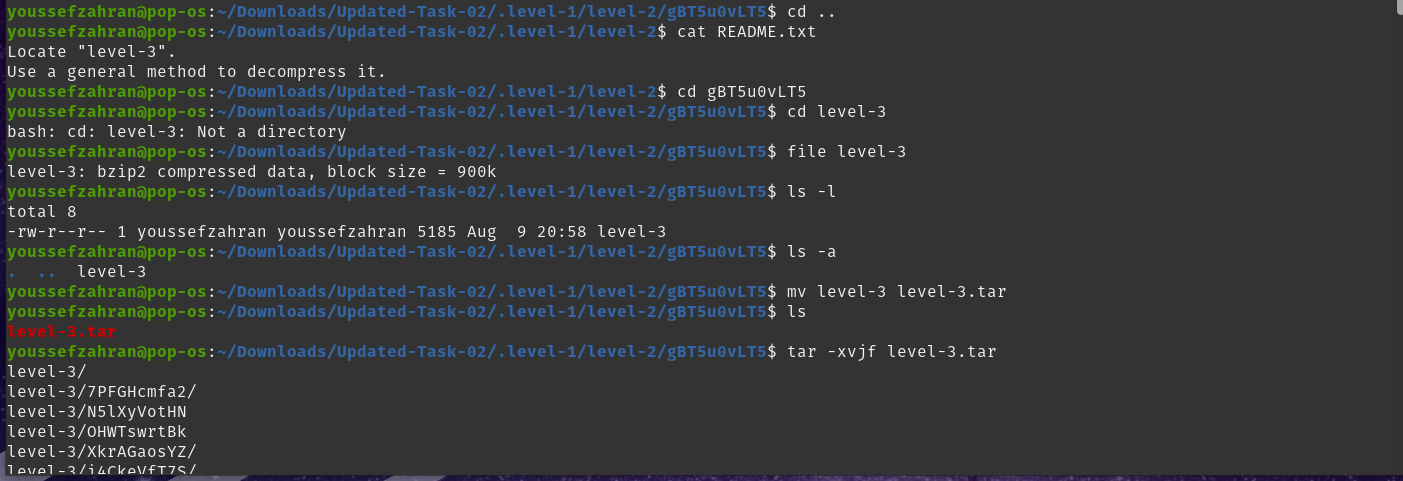 youssefzahran@pop-os:~/Downloads/Updated-Task-02/.level-1/level-2/gBT5u0vLT5$ cd ..
youssefzahran@pop-os:~/Downloads/Updated-Task-02/.level-1/level-2$ cat README.txt
Locate "level-3".
Use a general method to decompress it.
youssefzahran@pop-os:~/Downloads/Updated-Task-02/.level-1/level-2$ cd gBT5u0vLT5
youssefzahran@pop-os:~/Downloads/Updated-Task-02/.level-1/level-2/gBT5u0vLT5$ cd level-3
bash: cd: level-3: Not a directory
youssefzahran@pop-os:~/Downloads/Updated-Task-02/.level-1/level-2/gBT5u0vLT5$ file level-3
level-3: bzip2 compressed data, block size = 900k
youssefzahran@pop-os:~/Downloads/Updated-Task-02/.level-1/level-2/gBT5u0vLT5$ ls -l
total 8
-rw-r--r-- 1 youssefzahran youssefzahran 5185 Aug  9 20:58 level-3
youssefzahran@pop-os:~/Downloads/Updated-Task-02/.level-1/level-2/gBT5u0vLT5$ ls -a
.  ..  level-3
youssefzahran@pop-os:~/Downloads/Updated-Task-02/.level-1/level-2/gBT5u0vLT5$ mv level-3 level-3.tar
youssefzahran@pop-os:~/Downloads/Updated-Task-02/.level-1/level-2/gBT5u0vLT5$ ls
level-3.tar
youssefzahran@pop-os:~/Downloads/Updated-Task-02/.level-1/level-2/gBT5u0vLT5$ tar -xvjf level-3.tar
level-3/
level-3/7PFGHcmfa2/
level-3/N5lXyVotHN
level-3/OHWTswrtBk
level-3/XkrAGaosYZ/